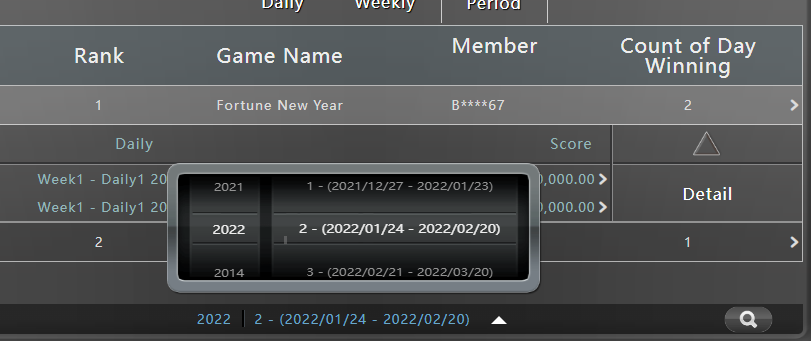 Daily Weekly Period
Rank Game Name Member Count of Day
Winning
1 Fortune New Year B****67 2
Daily Score
Week1 - Daily1 20 0,000.00
Week1 - Daily1 20 0,000.00
Detail
2 1
2021 1 - (2021/12/27 - 2022/01/23)
2022 2 - (2022/01/24 - 2022/02/20)
2014 3 - (2022/02/21 - 2022/03/20)
2022 2 - (2022/01/24 - 2022/02/20)